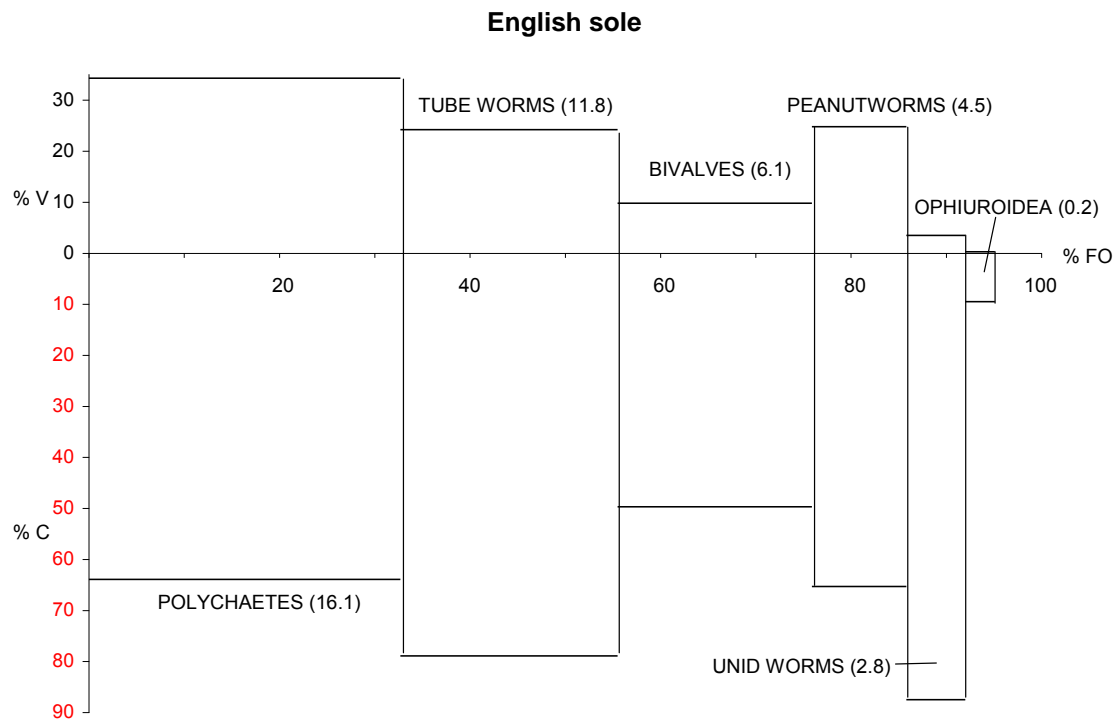 English sole
30
TUBE WORMS (11.8)
PEANUTWORMS (4.5)
20
BIVALVES (6.1)
% V
10
OPHIUROIDEA (0.2)
0
% FO
20
40
60
80
100
10
20
30
40
50
% C
60
POLYCHAETES (16.1)
70
UNID WORMS (2.8)
80
90